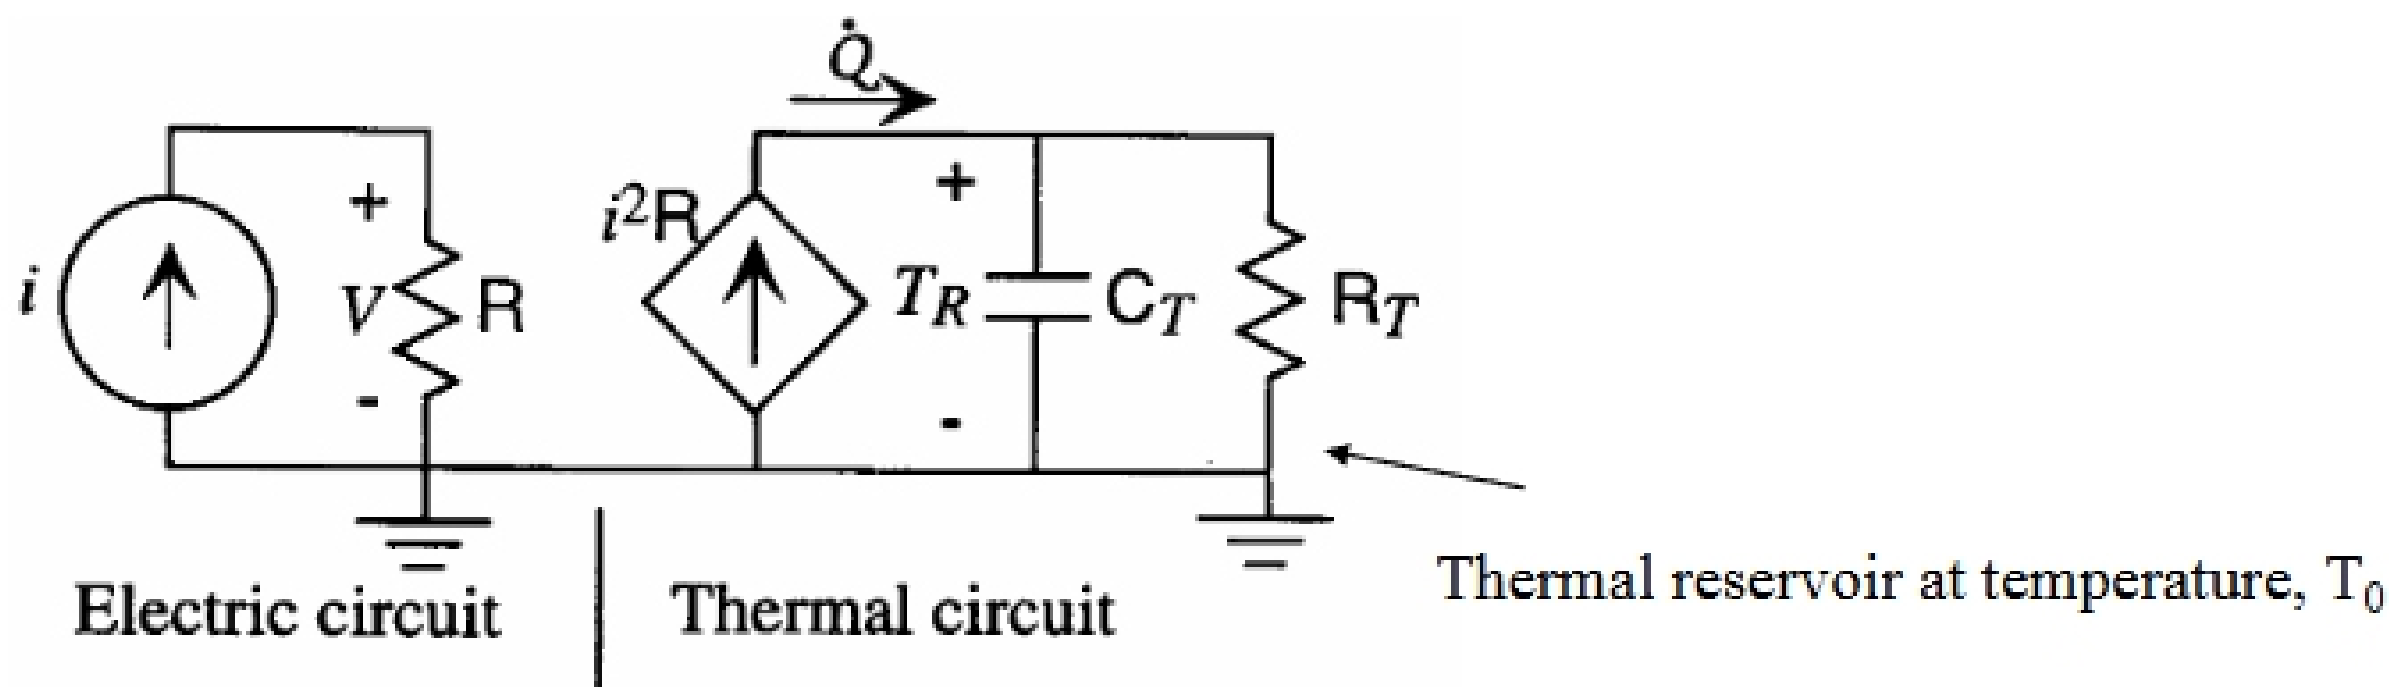 Q̇
+
i²R
+
i
V
R
T_R
C_T
R_T
-
-
Thermal reservoir at temperature, T₀
Electric circuit
Thermal circuit